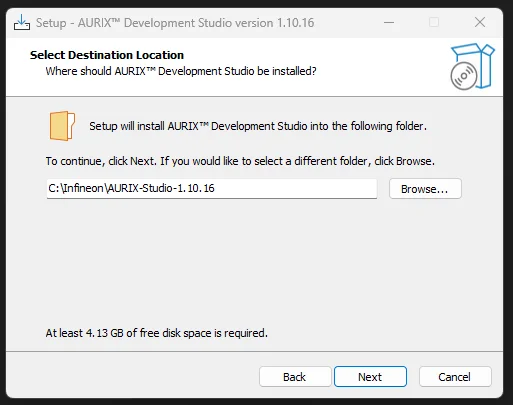 Setup - AURIX™ Development Studio version 1.10.16
Select Destination Location
Where should AURIX™ Development Studio be installed?
Setup will install AURIX™ Development Studio into the following folder.
To continue, click Next. If you would like to select a different folder, click Browse.
C:\Infineon\AURIX-Studio-1.10.16
Browse...
At least 4.13 GB of free disk space is required.
Back
Next
Cancel